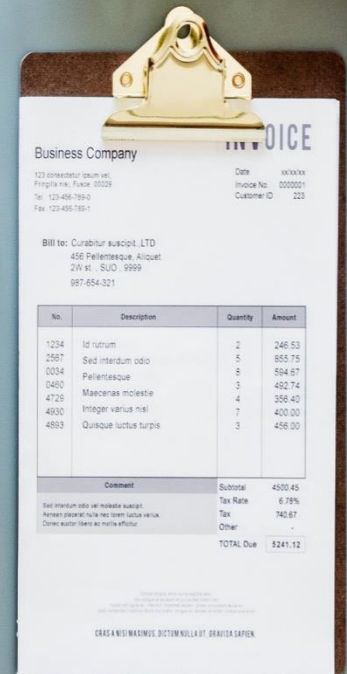 INVOICE
Business Company
123 consectetur ipsum vel,
Fringilla nisi, Fusce. 00029
Tel. 123-456-789-0
Fax. 123-456-789-1
Date xx/xx/xx
Invoice No. 0000001
Customer ID 223
Bill to: Curabitur suscipit.,LTD
456 Pellentesque, Aliquet
2W st. , SUO , 9999
987-654-321
No. Description Quantity Amount
1234 Id rutrum 2 246.53
2567 Sed interdum odio 5 855.75
0034 Pellentesque 8 594.67
0460 Maecenas molestie 3 492.74
4729 Integer varius nisl 4 356.40
4930 Quisque luctus turpis 7 400.00
4893 3 456.00
Comment
Sed interdum odio vel molestie suscipit.
Aenean placerat nulla nec lorem luctus varius.
Donec auctor libero ac mollis efficitur.
Subtotal 4500.45
Tax Rate 6.78%
Tax 740.67
Other -
TOTAL Due 5241.12
CRAS A NISI MAXIMUS, DICTUM NULLA UT, GRAVIDA SAPIEN.